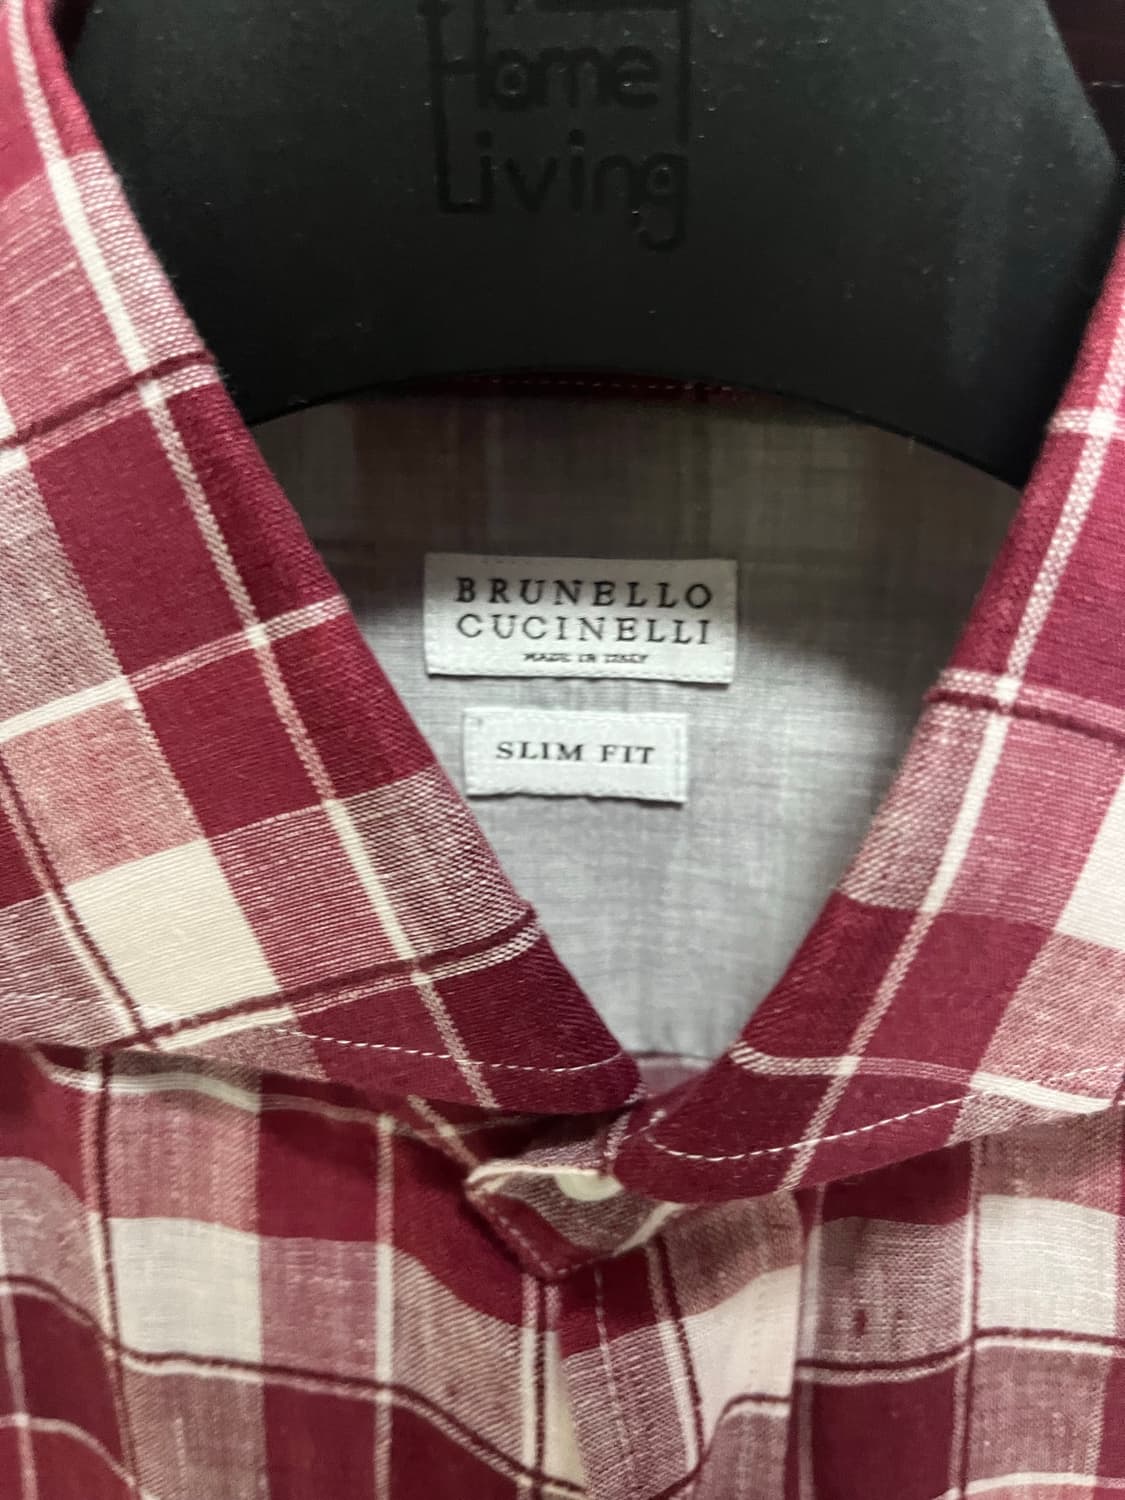 Home
Living
BRUNELLO
CUCINELLI
MADE IN ITALY
SLIM FIT